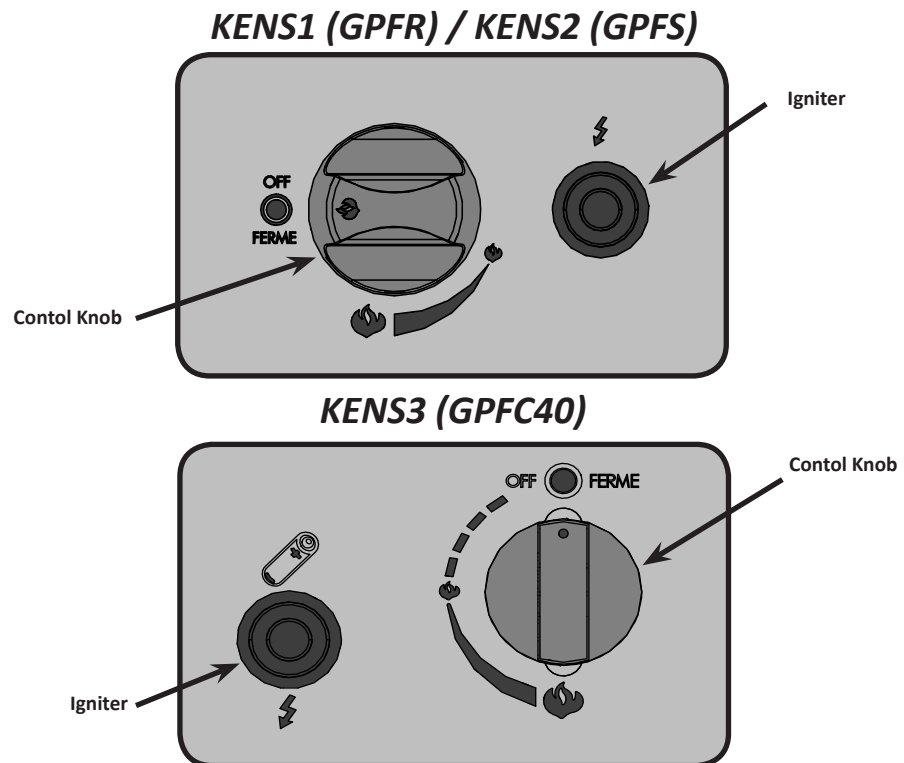 KENS1 (GPFR) / KENS2 (GPFS)
Igniter
OFF
FERME
Contol Knob
KENS3 (GPFC40)
Contol Knob
OFF FERME
Igniter